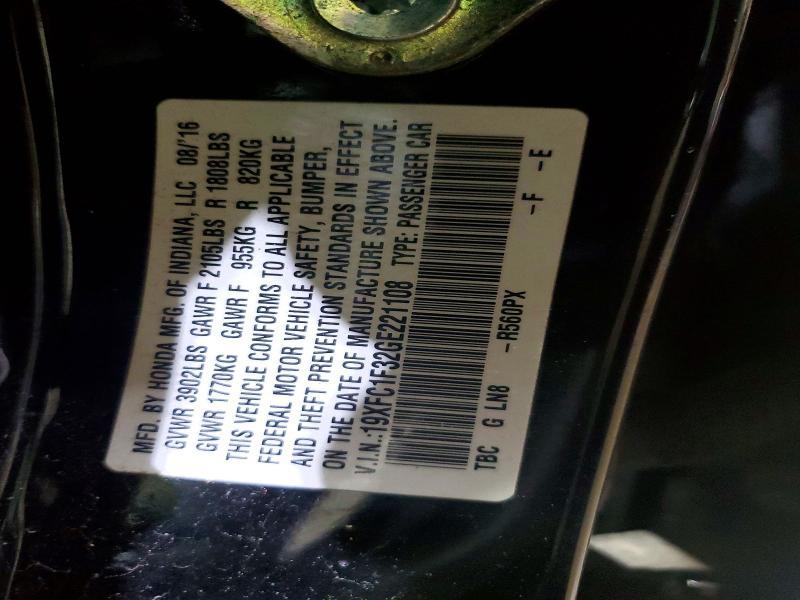 MFD. BY HONDA MFG. OF INDIANA, LLC 08/'16
GVWR 3902LBS GAWR F 2105LBS R 1808LBS
GVWR 1770KG GAWR F 955KG R 820KG
THIS VEHICLE CONFORMS TO ALL APPLICABLE
FEDERAL MOTOR VEHICLE SAFETY, BUMPER,
AND THEFT PREVENTION STANDARDS IN EFFECT
ON THE DATE OF MANUFACTURE SHOWN ABOVE.
V.I.N.:19XFC1F32GE221108 TYPE: PASSENGER CAR
TBC G LN8 -R560PX -F -E